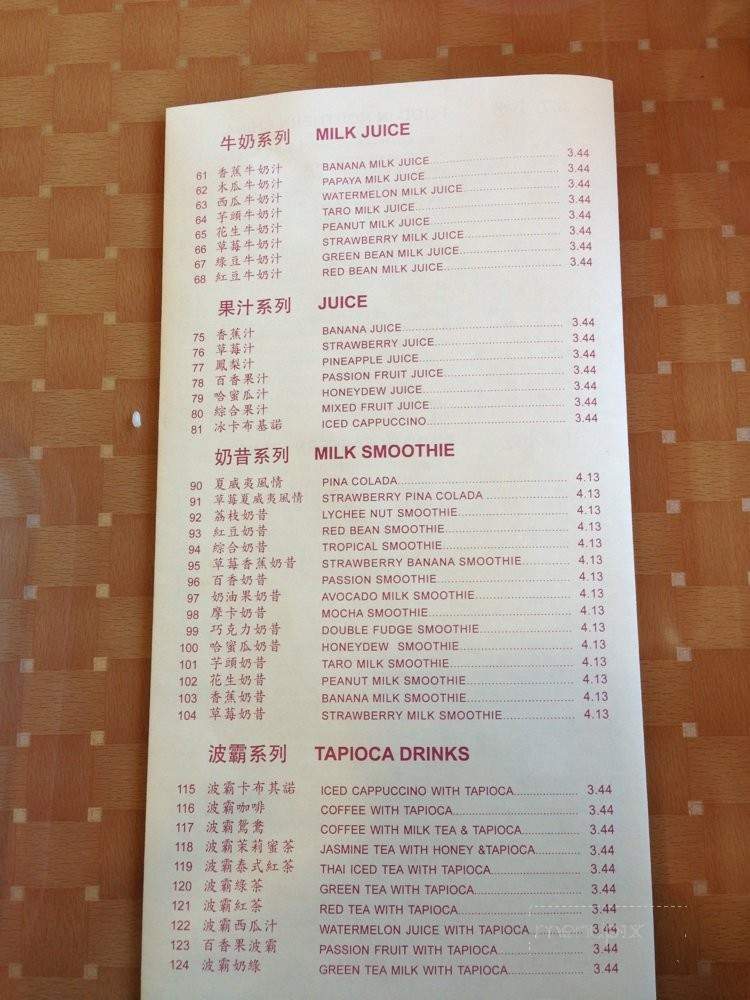 牛奶系列 MILK JUICE
61 香蕉牛奶汁 BANANA MILK JUICE 3.44
62 木瓜牛奶汁 PAPAYA MILK JUICE 3.44
63 西瓜牛奶汁 WATERMELON MILK JUICE 3.44
64 芋頭牛奶汁 TARO MILK JUICE 3.44
65 花生牛奶汁 PEANUT MILK JUICE 3.44
66 草莓牛奶汁 STRAWBERRY MILK JUICE 3.44
67 綠豆牛奶汁 GREEN BEAN MILK JUICE 3.44
68 紅豆牛奶汁 RED BEAN MILK JUICE 3.44
果汁系列 JUICE
75 香蕉汁 BANANA JUICE 3.44
76 草莓汁 STRAWBERRY JUICE 3.44
77 鳳梨汁 PINEAPPLE JUICE 3.44
78 百香果汁 PASSION FRUIT JUICE 3.44
79 哈蜜瓜汁 HONEYDEW JUICE 3.44
80 綜合果汁 MIXED FRUIT JUICE 3.44
81 冰卡布基諾 ICED CAPPUCCINO 3.44
奶昔系列 MILK SMOOTHIE
90 夏威夷風情 PINA COLADA 4.13
91 草莓夏威夷風情 STRAWBERRY PINA COLADA 4.13
92 荔枝奶昔 LYCHEE NUT SMOOTHIE 4.13
93 紅豆奶昔 RED BEAN SMOOTHIE 4.13
94 綜合奶昔 TROPICAL SMOOTHIE 4.13
95 草莓香蕉奶昔 STRAWBERRY BANANA SMOOTHIE 4.13
96 百香奶昔 PASSION SMOOTHIE 4.13
97 奶油果奶昔 AVOCADO MILK SMOOTHIE 4.13
98 摩卡奶昔 MOCHA SMOOTHIE 4.13
99 巧克力奶昔 DOUBLE FUDGE SMOOTHIE 4.13
100 哈蜜瓜奶昔 HONEYDEW SMOOTHIE 4.13
101 芋頭奶昔 TARO MILK SMOOTHIE 4.13
102 花生奶昔 PEANUT MILK SMOOTHIE 4.13
103 香蕉奶昔 BANANA MILK SMOOTHIE 4.13
104 草莓奶昔 STRAWBERRY MILK SMOOTHIE 4.13
波霸系列 TAPIOCA DRINKS
115 波霸卡布其諾 ICED CAPPUCCINO WITH TAPIOCA 3.44
116 波霸咖啡 COFFEE WITH TAPIOCA 3.44
117 波霸鴛鴦 COFFEE WITH MILK TEA & TAPIOCA 3.44
118 波霸茉莉蜜茶 JASMINE TEA WITH HONEY &TAPIOCA 3.44
119 波霸泰式紅茶 THAI ICED TEA WITH TAPIOCA 3.44
120 波霸綠茶 GREEN TEA WITH TAPIOCA 3.44
121 波霸紅茶 RED TEA WITH TAPIOCA 3.44
122 波霸西瓜汁 WATERMELON JUICE WITH TAPIOCA 3.44
123 百香果波霸 PASSION FRUIT WITH TAPIOCA 3.44
124 波霸奶綠 GREEN TEA MILK WITH TAPIOCA 3.44